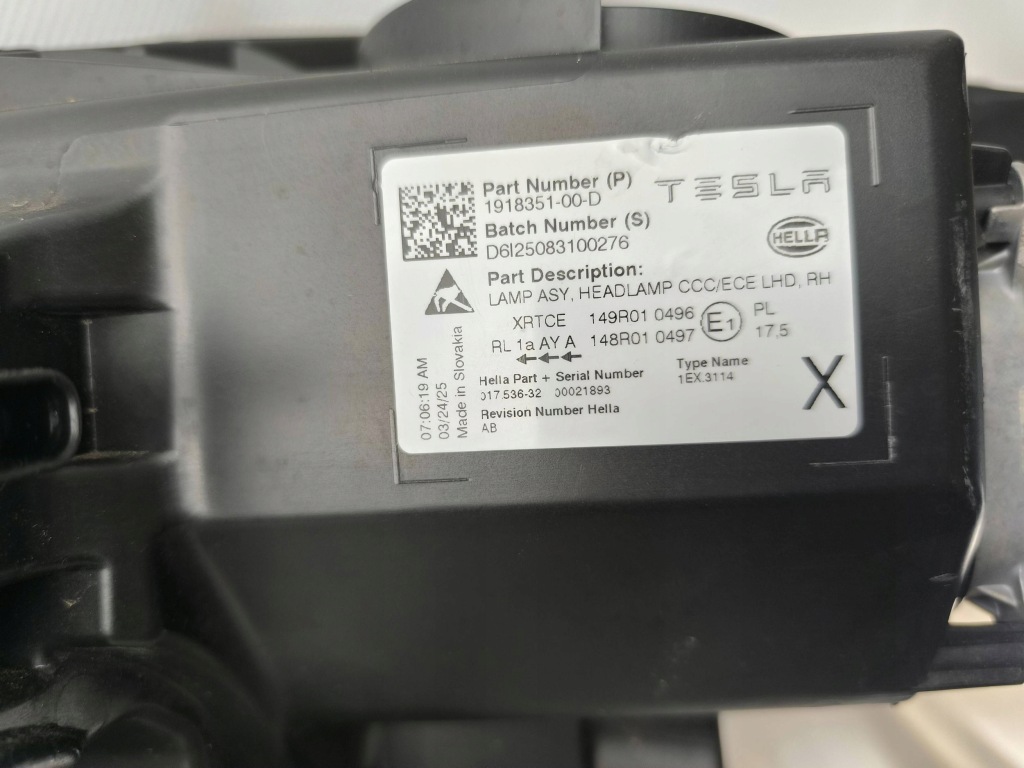 Part Number (P)
1918351-00-D
TESLA
Batch Number (S)
D6I25083100276
HELLA
Part Description:
LAMP ASY, HEADLAMP CCC/ECE LHD, RH
XRTCE 149R01 0496 E1 PL
RL 1a AY A 148R01 0497 17,5
Hella Part + Serial Number
017.536-32 00021893
Type Name
1EX.3114
Revision Number Hella
AB
X
07:06:19 AM
03/24/25
Made in Slovakia